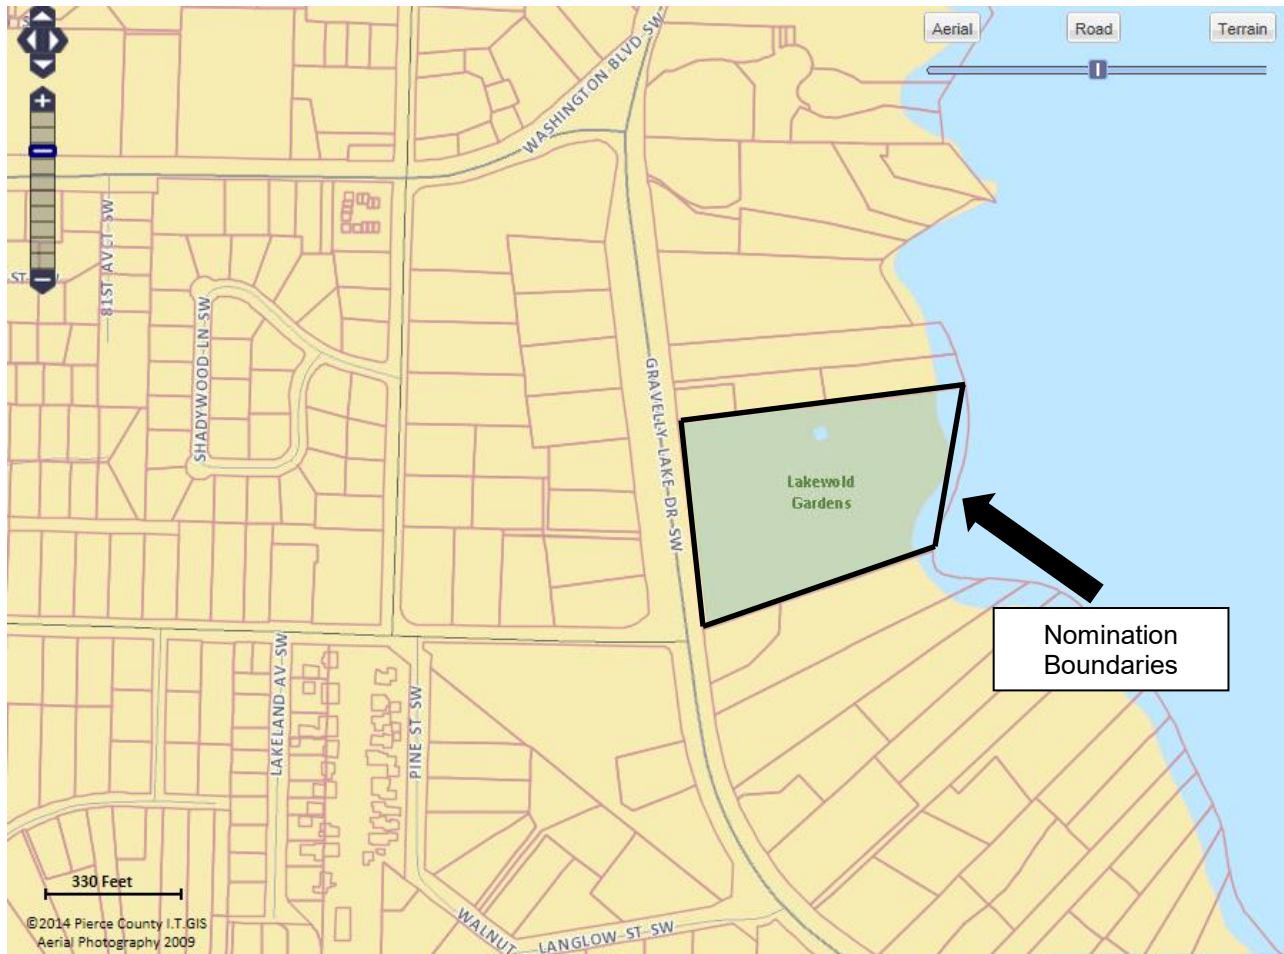 Aerial
Road
Terrain
WASHINGTON BLVD SW
81ST AVCT SW
ST
SHADYWOOD LN SW
GRAVELLY LAKE DR SW
Lakewold
Gardens
Nomination
Boundaries
LAKELAND AV SW
PINE ST SW
330 Feet
©2014 Pierce County I.T.GIS
Aerial Photography 2009
WALNUT
LANGLOW ST SW